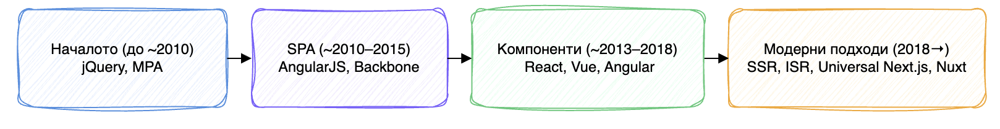 Началото (до ~2010)
jQuery, MPA
SPA (~2010–2015)
AngularJS, Backbone
Компоненти (~2013–2018)
React, Vue, Angular
Модерни подходи (2018→)
SSR, ISR, Universal Next.js, Nuxt